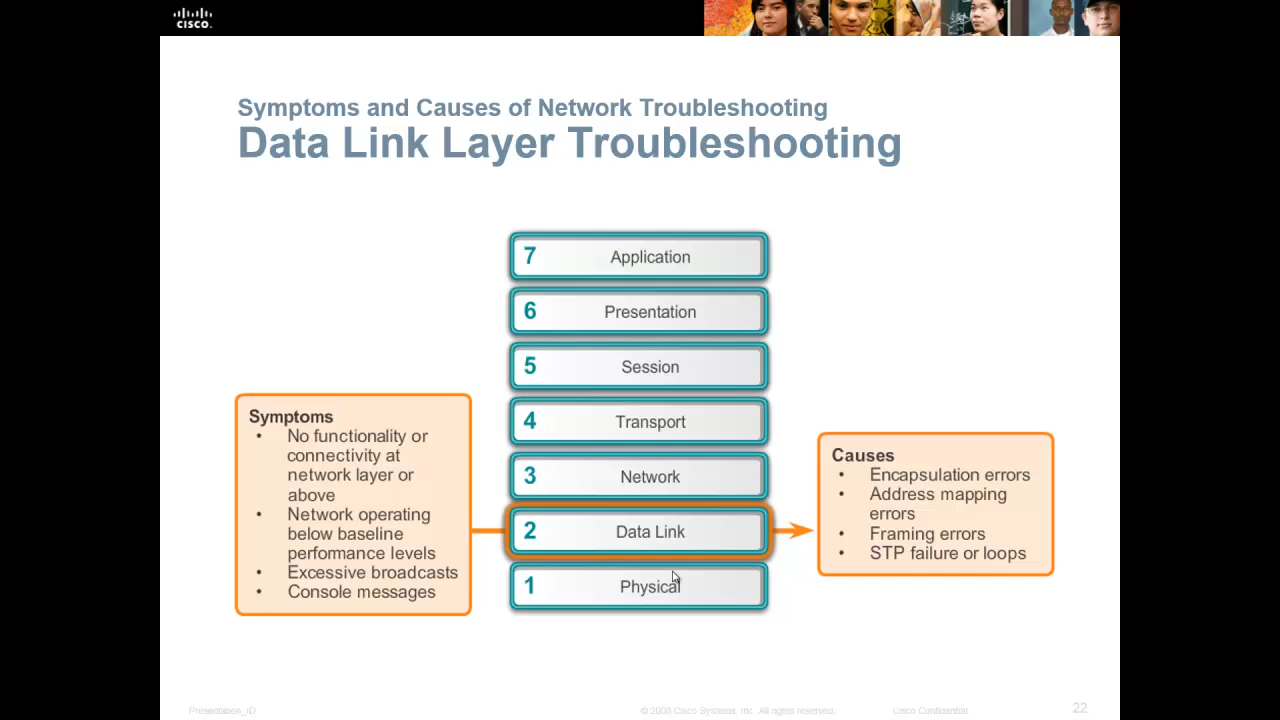 CISCO
Symptoms and Causes of Network Troubleshooting
Data Link Layer Troubleshooting
7 Application
6 Presentation
5 Session
4 Transport
3 Network
2 Data Link
1 Physical
Symptoms
• No functionality or
connectivity at
network layer or
above
• Network operating
below baseline
performance levels
• Excessive broadcasts
• Console messages
Causes
• Encapsulation errors
• Address mapping
errors
• Framing errors
• STP failure or loops
Presentation_ID
© 2008 Cisco Systems, Inc. All rights reserved.
Cisco Confidential
22